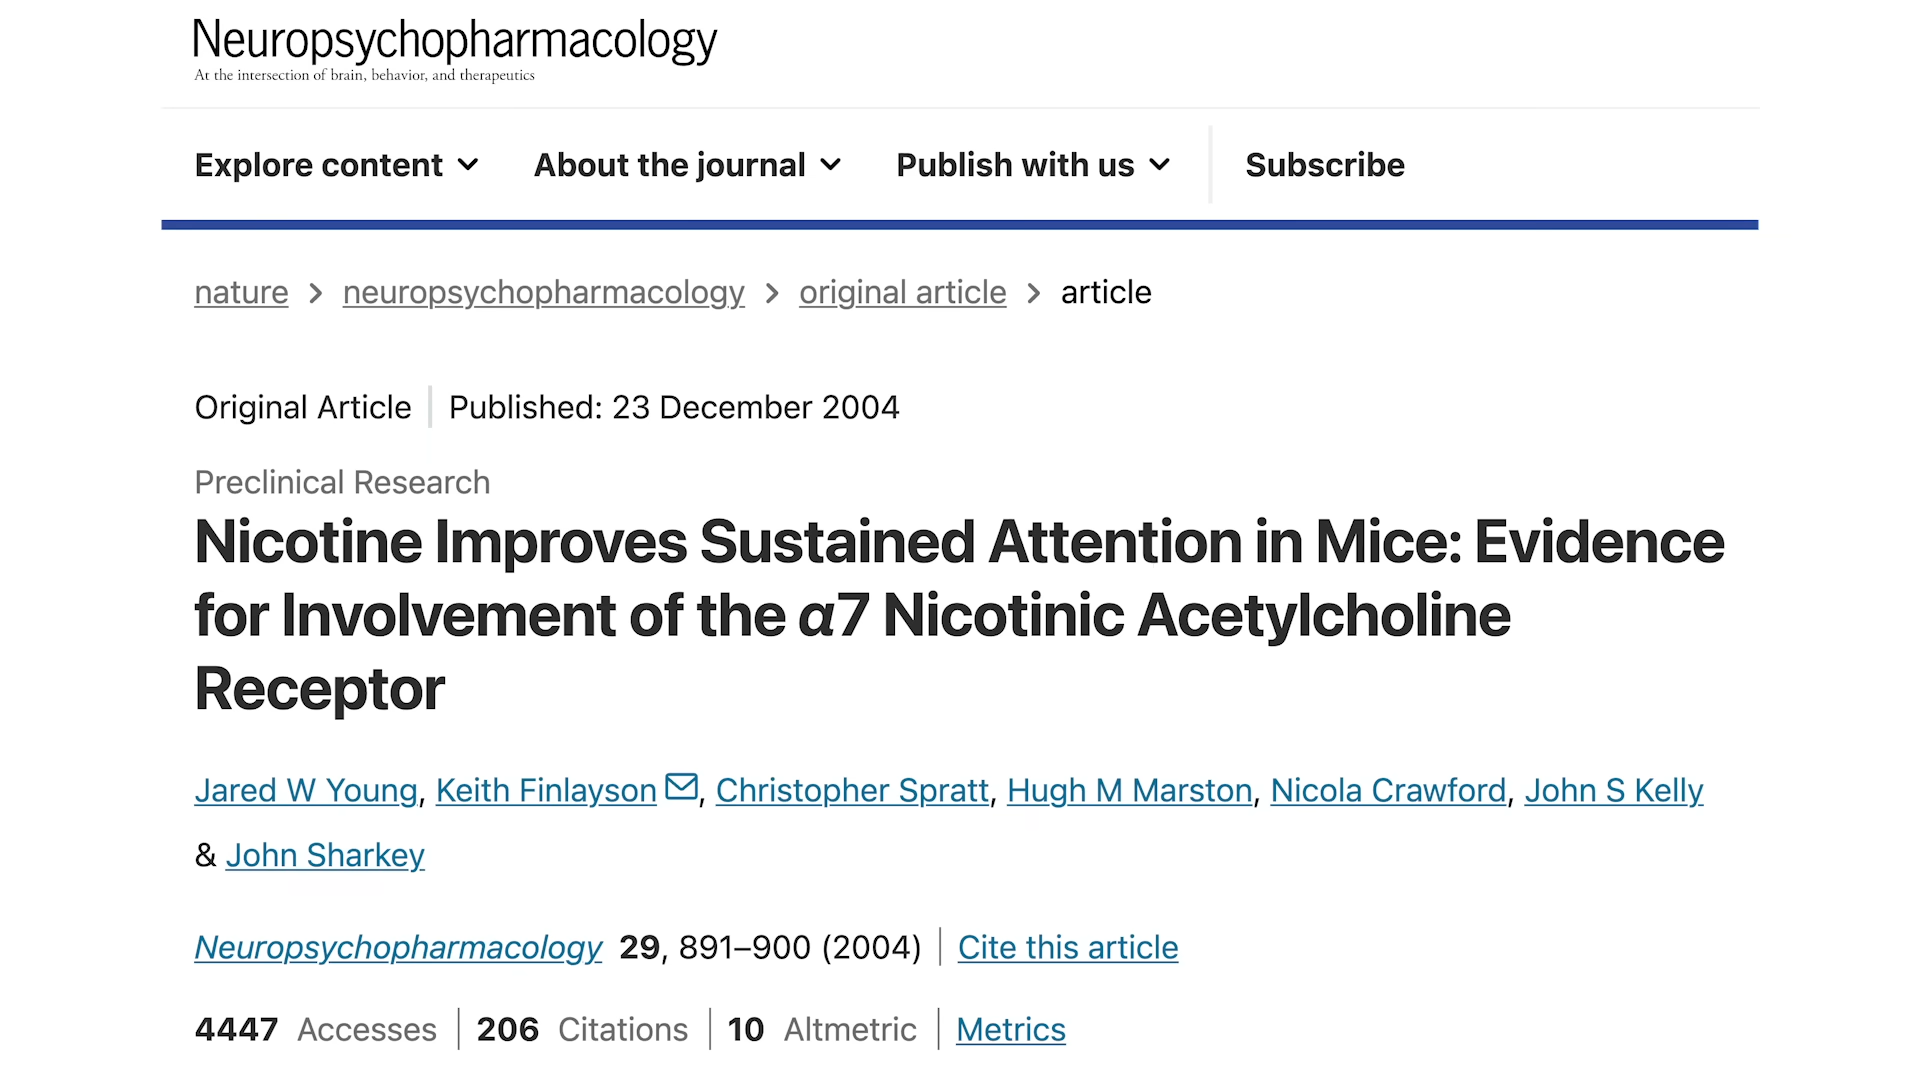 Neuropsychopharmacology
At the intersection of brain, behavior, and therapeutics
Explore content About the journal Publish with us Subscribe
nature > neuropsychopharmacology > original article > article
Original Article | Published: 23 December 2004
Preclinical Research
Nicotine Improves Sustained Attention in Mice: Evidence
for Involvement of the α7 Nicotinic Acetylcholine
Receptor
Jared W Young, Keith Finlayson, Christopher Spratt, Hugh M Marston, Nicola Crawford, John S Kelly
& John Sharkey
Neuropsychopharmacology 29, 891–900 (2004) | Cite this article
4447 Accesses | 206 Citations | 10 Altmetric | Metrics